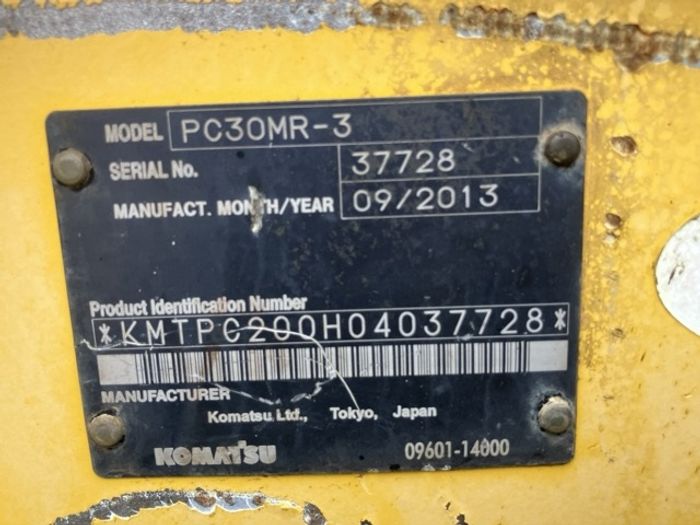 MODEL PC30MR-3
SERIAL No. 37728
MANUFACT. MONTH/YEAR 09/2013
Product Identification Number
*KMTPC200H04037728*
MANUFACTURER
Komatsu Ltd., Tokyo, Japan
KOMATSU 09601-14000